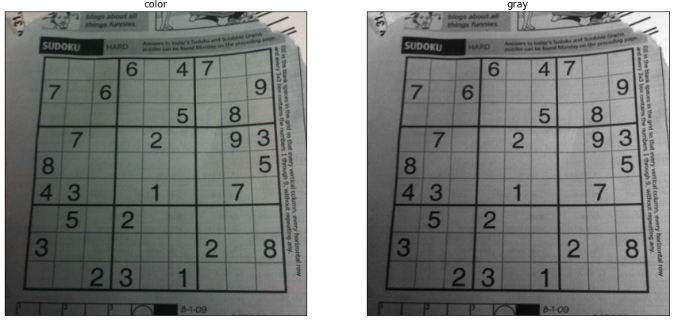 color
31
blogs about all
things funnies.
SUDOKU HARD
Answers to today's Sudoku and Scrabble Grams
puzzles can be found Monday on the preceding page.
6 4 7
7 6 9
5 8
7 2 9 3
8 5
4 3 1 7
5 2
3 2 8
2 3 1
Fill in the blank spaces in the grid so that every vertical column, every horizontal row
and every 3x3 box contains the numbers 1 through 9, without repeating any.
8-1-09
gray
31
blogs about all
things funnies.
SUDOKU HARD
Answers to today's Sudoku and Scrabble Grams
puzzles can be found Monday on the preceding page.
6 4 7
7 6 9
5 8
7 2 9 3
8 5
4 3 1 7
5 2
3 2 8
2 3 1
Fill in the blank spaces in the grid so that every vertical column, every horizontal row
and every 3x3 box contains the numbers 1 through 9, without repeating any.
8-1-09